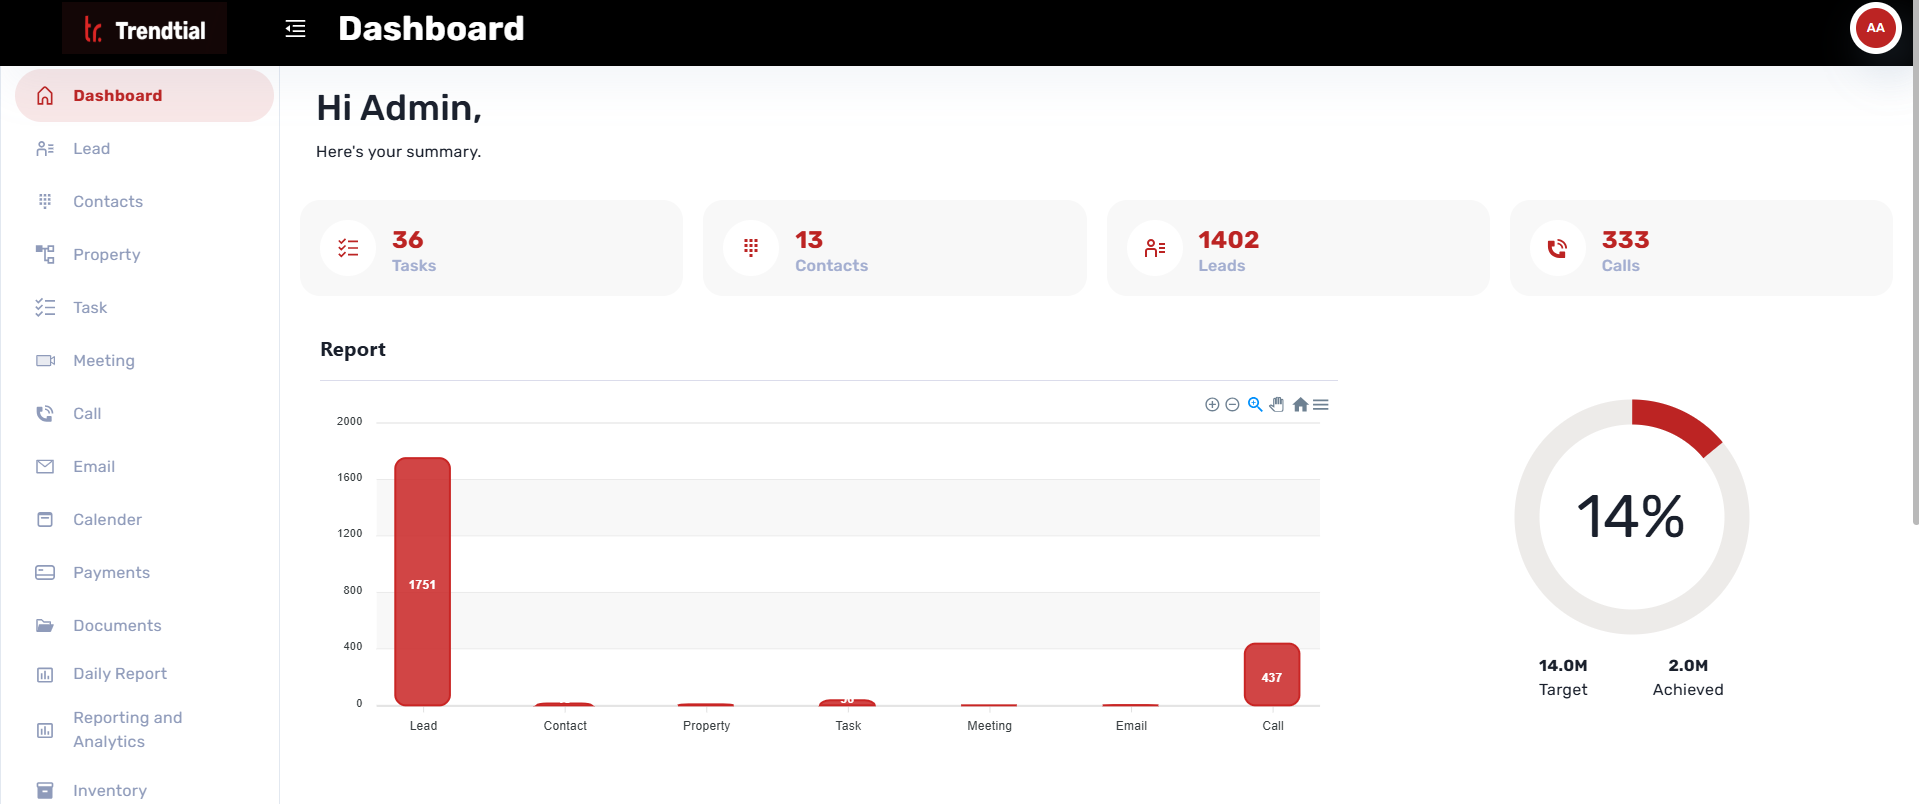 tr. Trendtial
Dashboard
AA
Dashboard
Lead
Contacts
Property
Task
Meeting
Call
Email
Calender
Payments
Documents
Daily Report
Reporting and
Analytics
Inventory
Hi Admin,
Here's your summary.
36
Tasks
13
Contacts
1402
Leads
333
Calls
Report
2000
1600
1200
800
400
0
1751
437
Lead
Contact
Property
Task
Meeting
Email
Call
14%
14.0M
Target
2.0M
Achieved